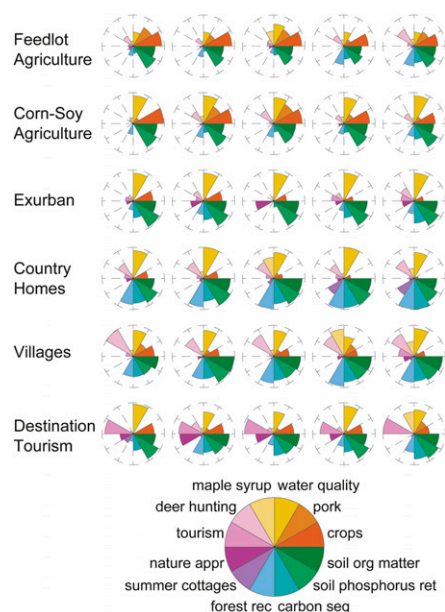 Feedlot
Agriculture
Corn-Soy
Agriculture
Exurban
Country
Homes
Villages
Destination
Tourism
maple syrup water quality
deer hunting pork
tourism crops
nature appr soil org matter
summer cottages soil phosphorus ret
forest rec carbon seq